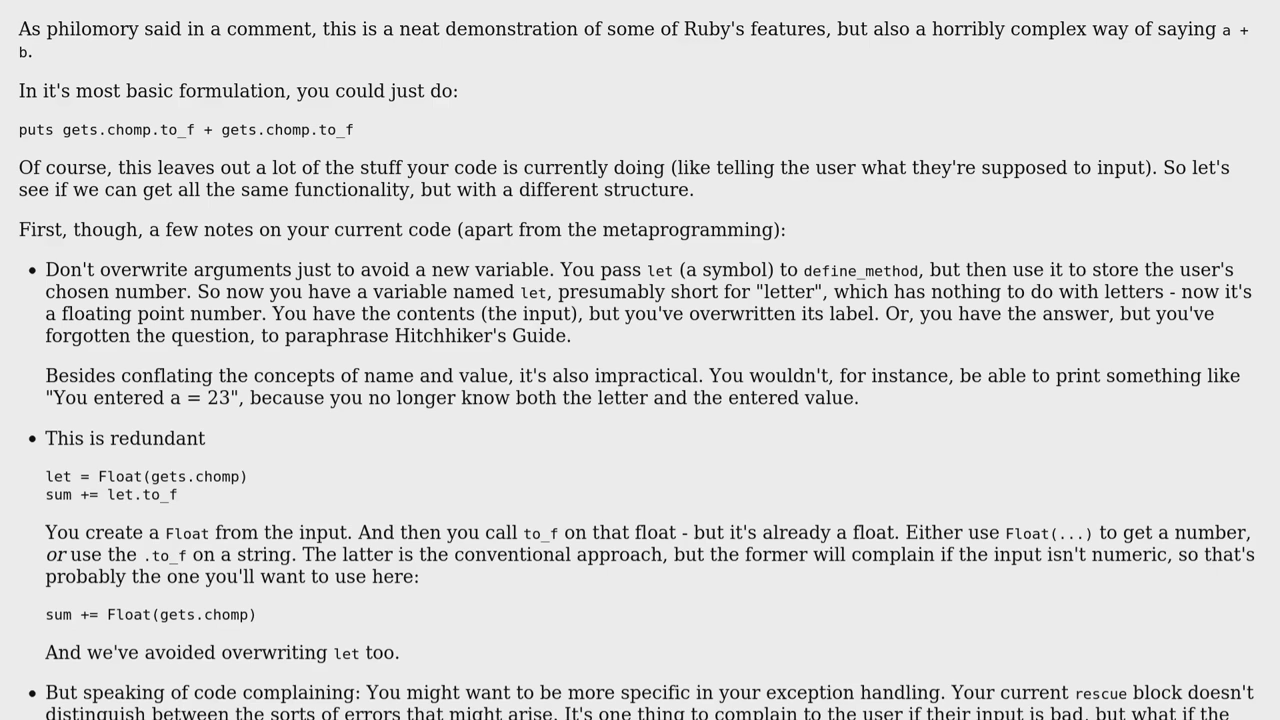 As philomory said in a comment, this is a neat demonstration of some of Ruby's features, but also a horribly complex way of saying a +
b.
In it's most basic formulation, you could just do:
puts gets.chomp.to_f + gets.chomp.to_f
Of course, this leaves out a lot of the stuff your code is currently doing (like telling the user what they're supposed to input). So let's
see if we can get all the same functionality, but with a different structure.
First, though, a few notes on your current code (apart from the metaprogramming):
• Don't overwrite arguments just to avoid a new variable. You pass let (a symbol) to define_method, but then use it to store the user's
chosen number. So now you have a variable named let, presumably short for "letter", which has nothing to do with letters - now it's
a floating point number. You have the contents (the input), but you've overwritten its label. Or, you have the answer, but you've
forgotten the question, to paraphrase Hitchhiker's Guide.
Besides conflating the concepts of name and value, it's also impractical. You wouldn't, for instance, be able to print something like
"You entered a = 23", because you no longer know both the letter and the entered value.
• This is redundant
let = Float(gets.chomp)
sum += let.to_f
You create a Float from the input. And then you call to_f on that float - but it's already a float. Either use Float(...) to get a number,
or use the .to_f on a string. The latter is the conventional approach, but the former will complain if the input isn't numeric, so that's
probably the one you'll want to use here:
sum += Float(gets.chomp)
And we've avoided overwriting let too.
• But speaking of code complaining: You might want to be more specific in your exception handling. Your current rescue block doesn't
distinguish between the sorts of errors that might arise. It's one thing to complain to the user if their input is bad, but what if the